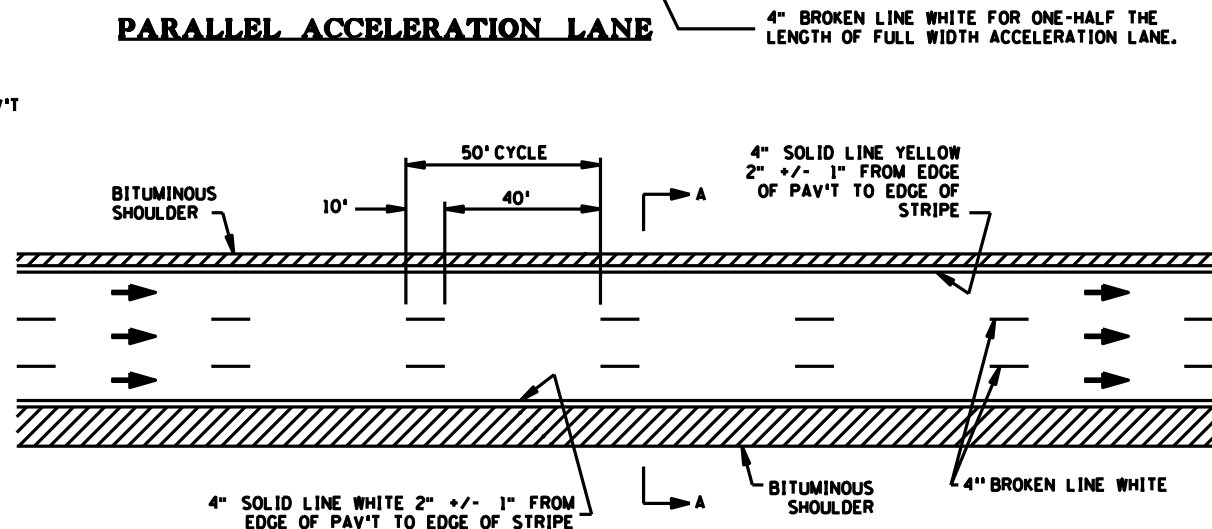 PARALLEL ACCELERATION LANE
4" BROKEN LINE WHITE FOR ONE-HALF THE
LENGTH OF FULL WIDTH ACCELERATION LANE.
50' CYCLE
10'
40'
BITUMINOUS
SHOULDER
A
4" SOLID LINE YELLOW
2" +/- 1" FROM EDGE
OF PAV'T TO EDGE OF
STRIPE
4" SOLID LINE WHITE 2" +/- 1" FROM
EDGE OF PAV'T TO EDGE OF STRIPE
A
BITUMINOUS
SHOULDER
4" BROKEN LINE WHITE